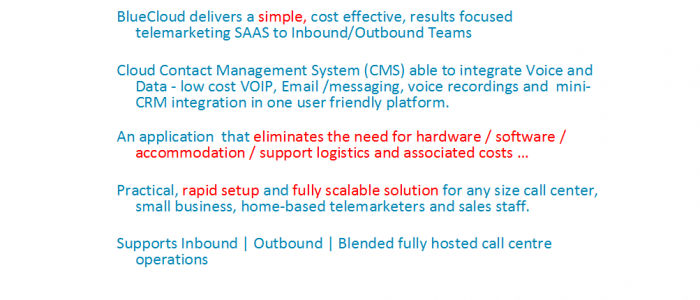 BlueCloud delivers a simple, cost effective, results focused
telemarketing SAAS to Inbound/Outbound Teams
Cloud Contact Management System (CMS) able to integrate Voice and
Data - low cost VOIP, Email /messaging, voice recordings and mini-
CRM integration in one user friendly platform.
An application that eliminates the need for hardware / software /
accommodation / support logistics and associated costs ...
Practical, rapid setup and fully scalable solution for any size call center,
small business, home-based telemarketers and sales staff.
Supports Inbound | Outbound | Blended fully hosted call centre
operations